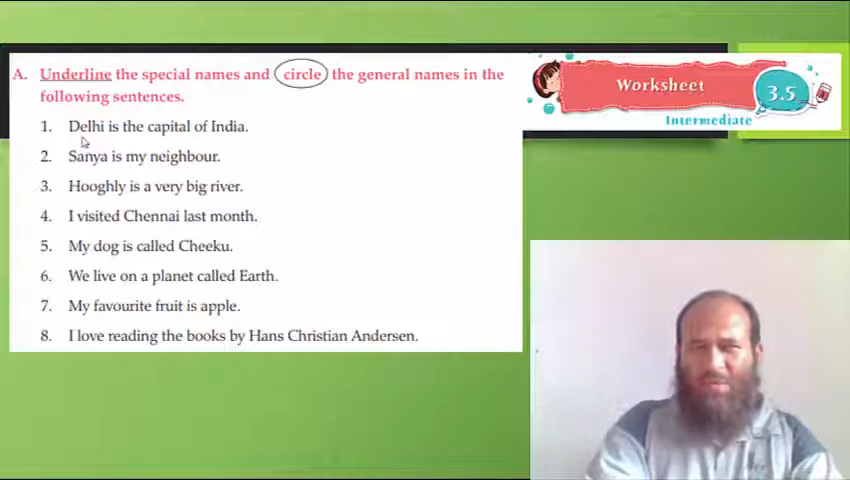 A. Underline the special names and circle the general names in the
following sentences.
1. Delhi is the capital of India.
2. Sanya is my neighbour.
3. Hooghly is a very big river.
4. I visited Chennai last month.
5. My dog is called Cheeku.
6. We live on a planet called Earth.
7. My favourite fruit is apple.
8. I love reading the books by Hans Christian Andersen.
Worksheet
3.5
Intermediate